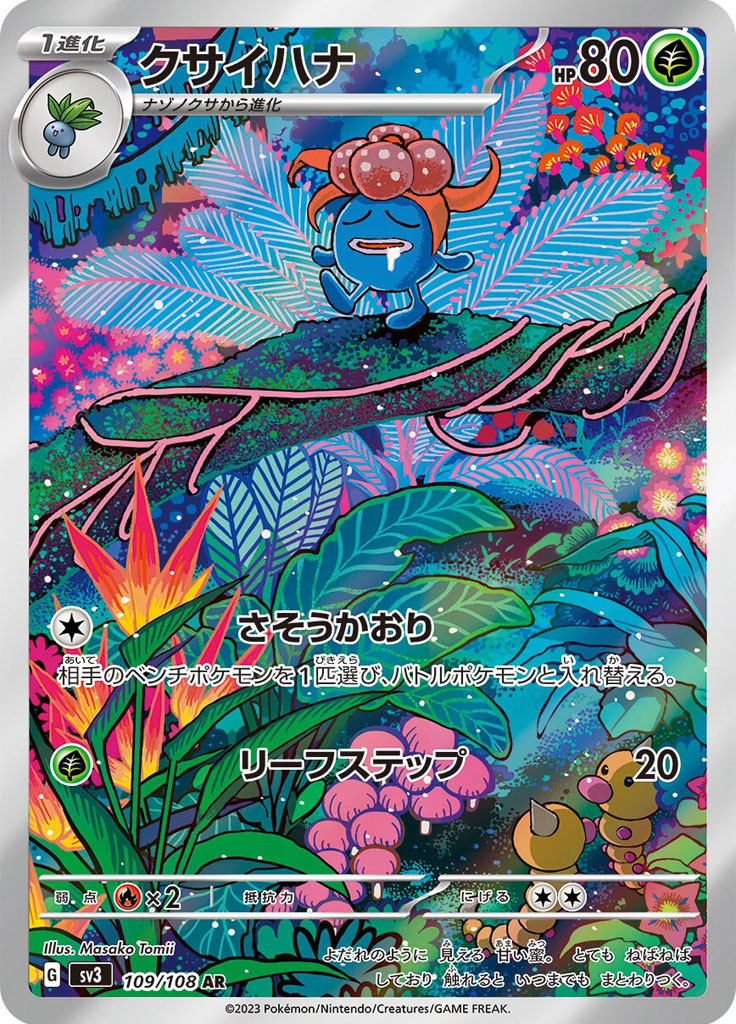 1進化
クサイハナ
HP80
ナゾノクサから進化
さそうかおり
相手のベンチポケモンを1匹選び、バトルポケモンと入れ替える。
リーフステップ 20
弱点 ×2 抵抗力 にげる
Illus. Masako Tomii
G sv3 109/108 AR
よだれのように 見える 甘い蜜。とても ねばねば
しており 触れると いつまでも まとわりつく。
©2023 Pokémon/Nintendo/Creatures/GAME FREAK.